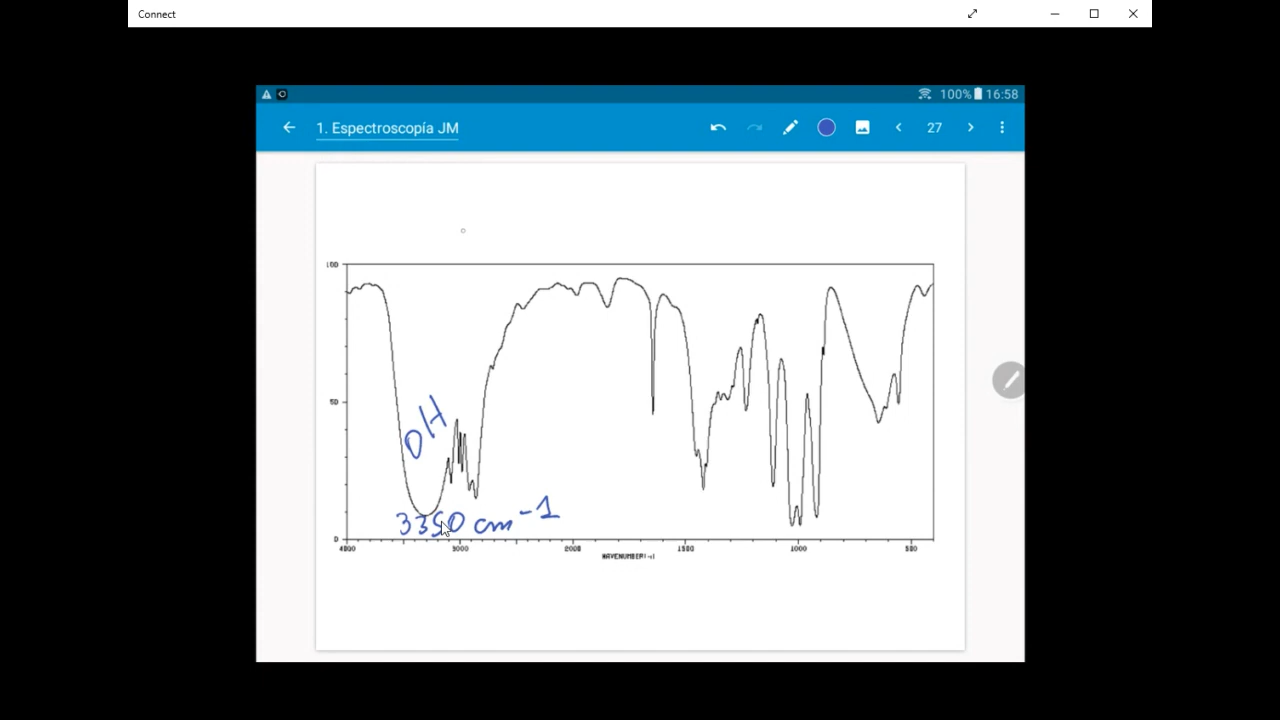 Connect
100% 16:58
1. Espectroscopía JM
27
100
50
OH
3350 cm-1
0
4000 3000 2000 1500 1000 500
WAVENUMBER(-1)